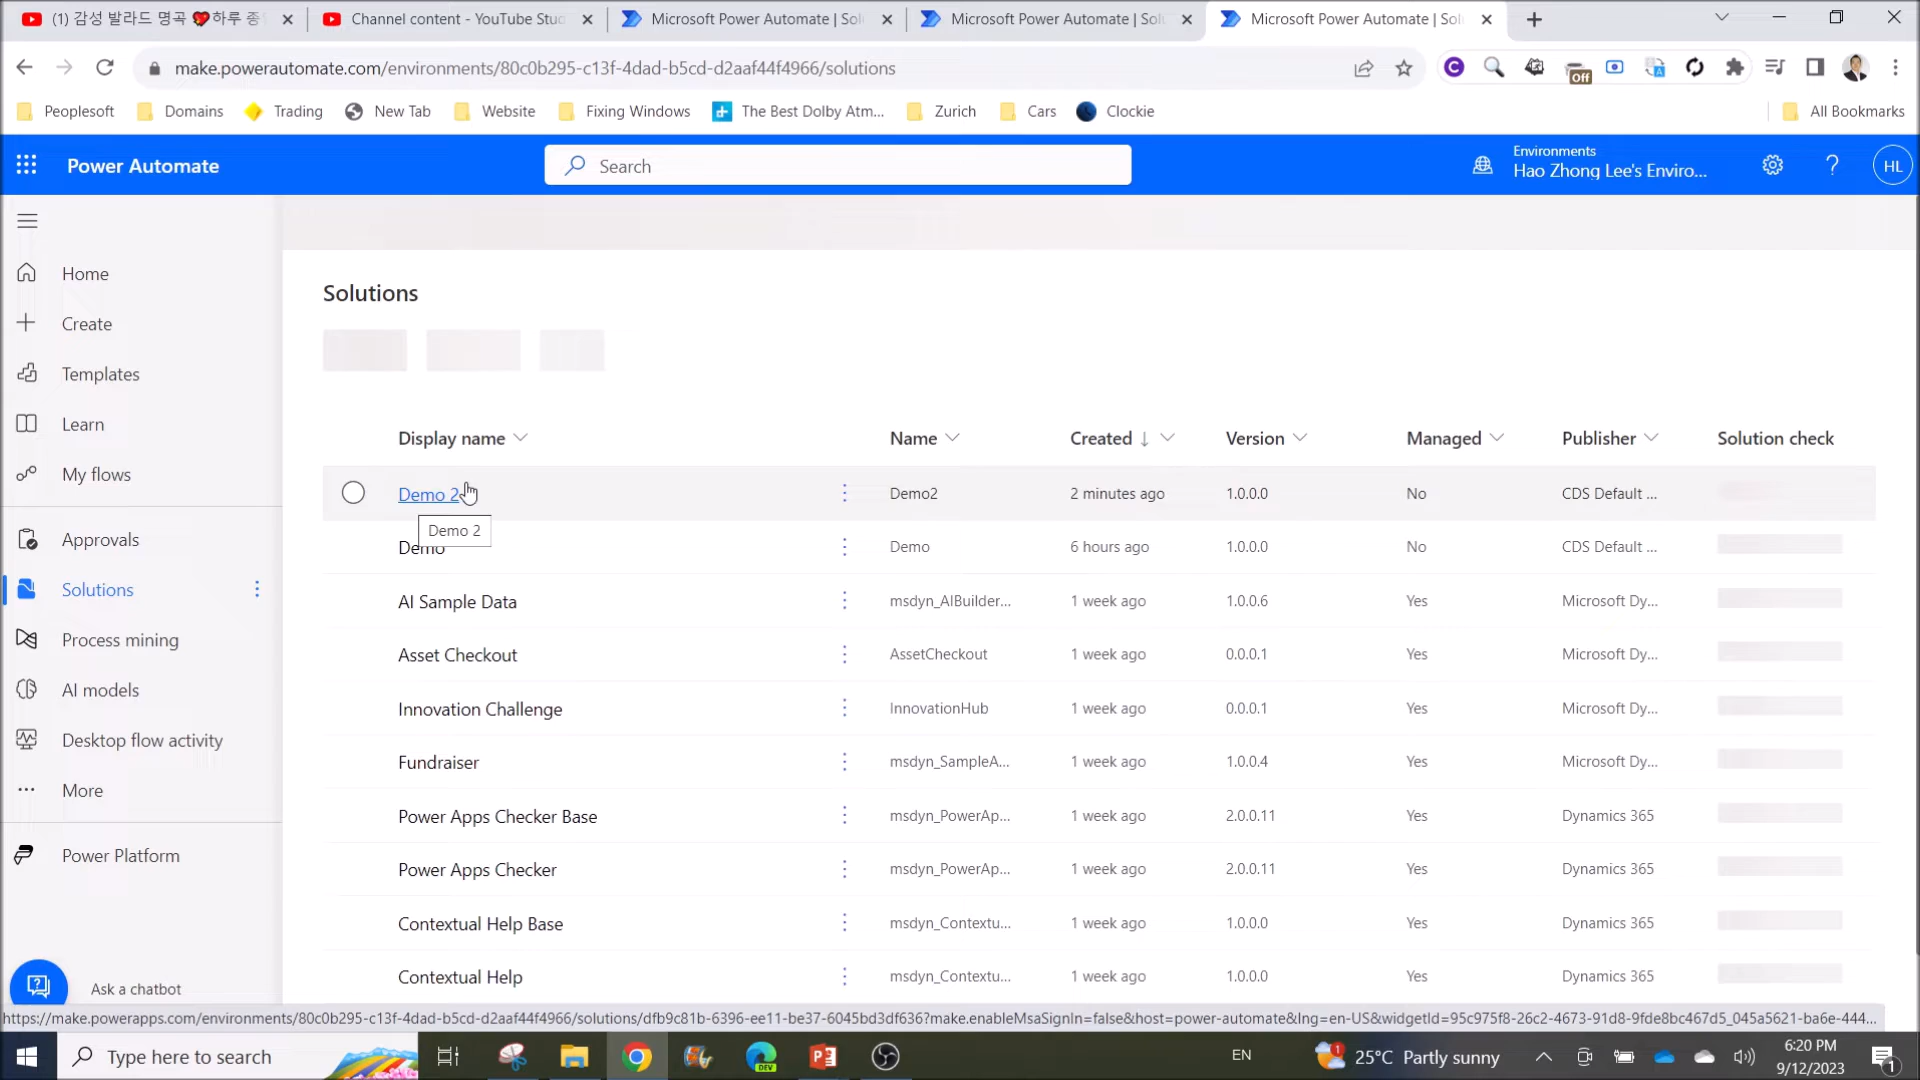 (1) 감성 발라드 명곡 ❤️하루 종
Channel content - YouTube Stud
Microsoft Power Automate | Solu
Microsoft Power Automate | Solu
Microsoft Power Automate | Solu
make.powerautomate.com/environments/80c0b295-c13f-4dad-b5cd-d2aaf44f4966/solutions
Off
Peoplesoft
Domains
Trading
New Tab
Website
Fixing Windows
The Best Dolby Atm...
Zurich
Cars
Clockie
All Bookmarks
Power Automate
Search
Environments
Hao Zhong Lee's Enviro...
HL
Home
Create
Templates
Learn
My flows
Approvals
Solutions
Process mining
AI models
Desktop flow activity
More
Power Platform
Ask a chatbot
Solutions
Display name
Name
Created
Version
Managed
Publisher
Solution check
Demo 2
Demo2
2 minutes ago
1.0.0.0
No
CDS Default ...
Demo 2
Demo
Demo
6 hours ago
1.0.0.0
No
CDS Default ...
AI Sample Data
msdyn_AIBuilder...
1 week ago
1.0.0.6
Yes
Microsoft Dy...
Asset Checkout
AssetCheckout
1 week ago
0.0.0.1
Yes
Microsoft Dy...
Innovation Challenge
InnovationHub
1 week ago
0.0.0.1
Yes
Microsoft Dy...
Fundraiser
msdyn_SampleA...
1 week ago
1.0.0.4
Yes
Microsoft Dy...
Power Apps Checker Base
msdyn_PowerAp...
1 week ago
2.0.0.11
Yes
Dynamics 365
Power Apps Checker
msdyn_PowerAp...
1 week ago
2.0.0.11
Yes
Dynamics 365
Contextual Help Base
msdyn_Contextu...
1 week ago
1.0.0.0
Yes
Dynamics 365
Contextual Help
msdyn_Contextu...
1 week ago
1.0.0.0
Yes
Dynamics 365
https://make.powerapps.com/environments/80c0b295-c13f-4dad-b5cd-d2aaf44f4966/solutions/dfb9c81b-6396-ee11-be37-6045bd3df636?make.enableMsaSignIn=false&host=power-automate&lng=en-US&widgetId=95c975f8-26c2-4673-91d8-9fde8bc467d5_045a5621-ba6e-444...
Type here to search
EN
25°C Partly sunny
6:20 PM
9/12/2023
1